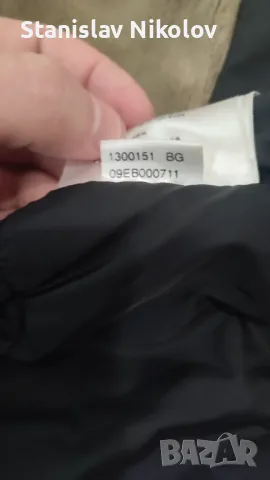 Stanislav Nikolov
1300151 BG
09EB000711
BAZAR